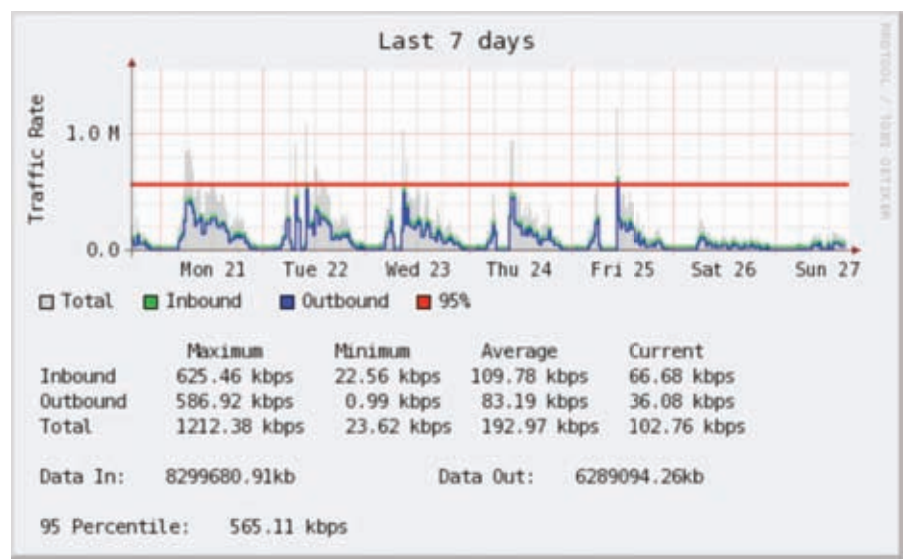 Last 7 days
RRDTOOL / TOBI OETIKER
Traffic Rate
1.0 M
0.0
Mon 21 Tue 22 Wed 23 Thu 24 Fri 25 Sat 26 Sun 27
Total Inbound Outbound 95%
Maximum Minimum Average Current
Inbound 625.46 kbps 22.56 kbps 109.78 kbps 66.68 kbps
Outbound 586.92 kbps 0.99 kbps 83.19 kbps 36.08 kbps
Total 1212.38 kbps 23.62 kbps 192.97 kbps 102.76 kbps
Data In: 8299680.91kb Data Out: 6289094.26kb
95 Percentile: 565.11 kbps